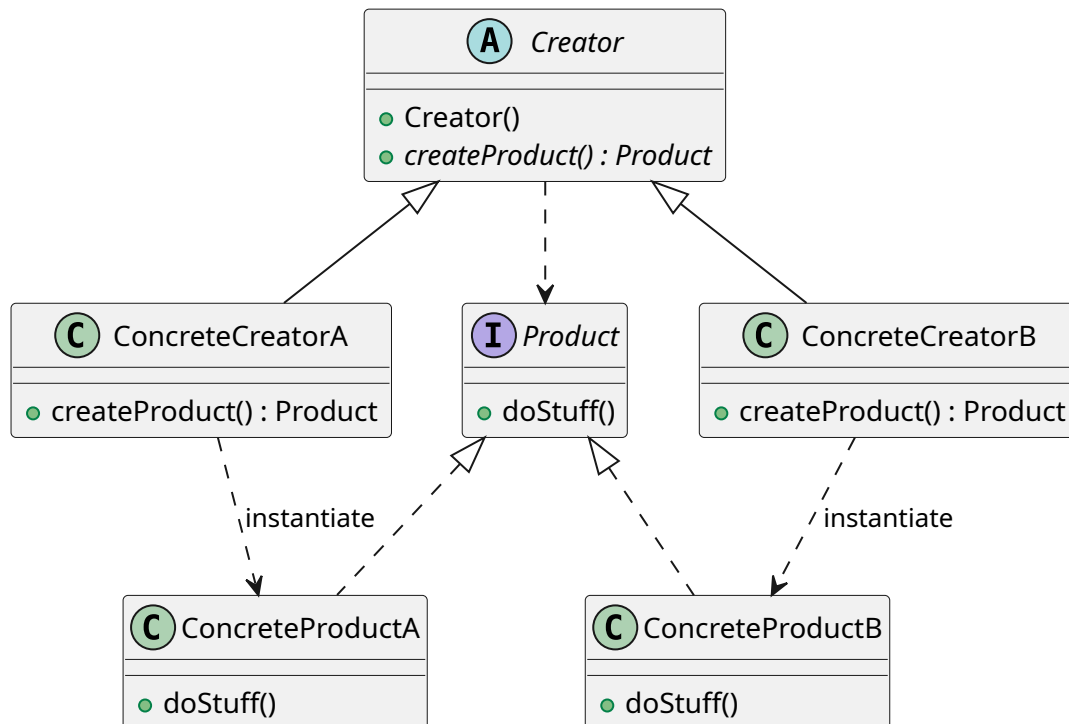 A Creator
Creator()
createProduct() : Product
C ConcreteCreatorA
createProduct() : Product
I Product
doStuff()
C ConcreteCreatorB
createProduct() : Product
instantiate
instantiate
C ConcreteProductA
doStuff()
C ConcreteProductB
doStuff()